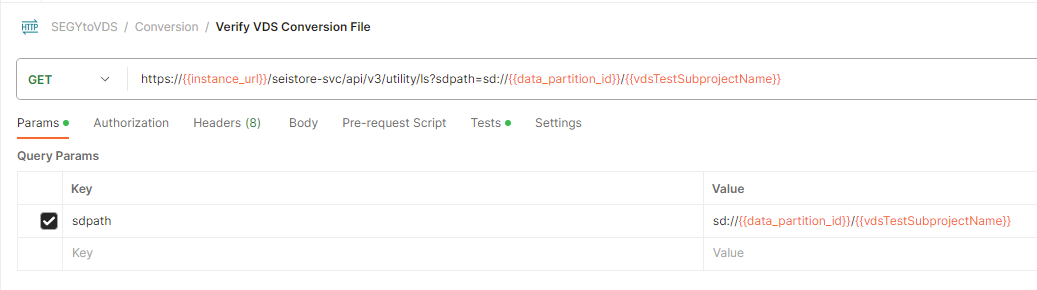 HTTP SEGYtoVDS / Conversion / Verify VDS Conversion File
GET https://{{instance_url}}/seistore-svc/api/v3/utility/ls?sdpath=sd://{{data_partition_id}}/{{vdsTestSubprojectName}}
Params Authorization Headers (8) Body Pre-request Script Tests Settings
Query Params
Key Value
sdpath sd://{{data_partition_id}}/{{vdsTestSubprojectName}}
Key Value